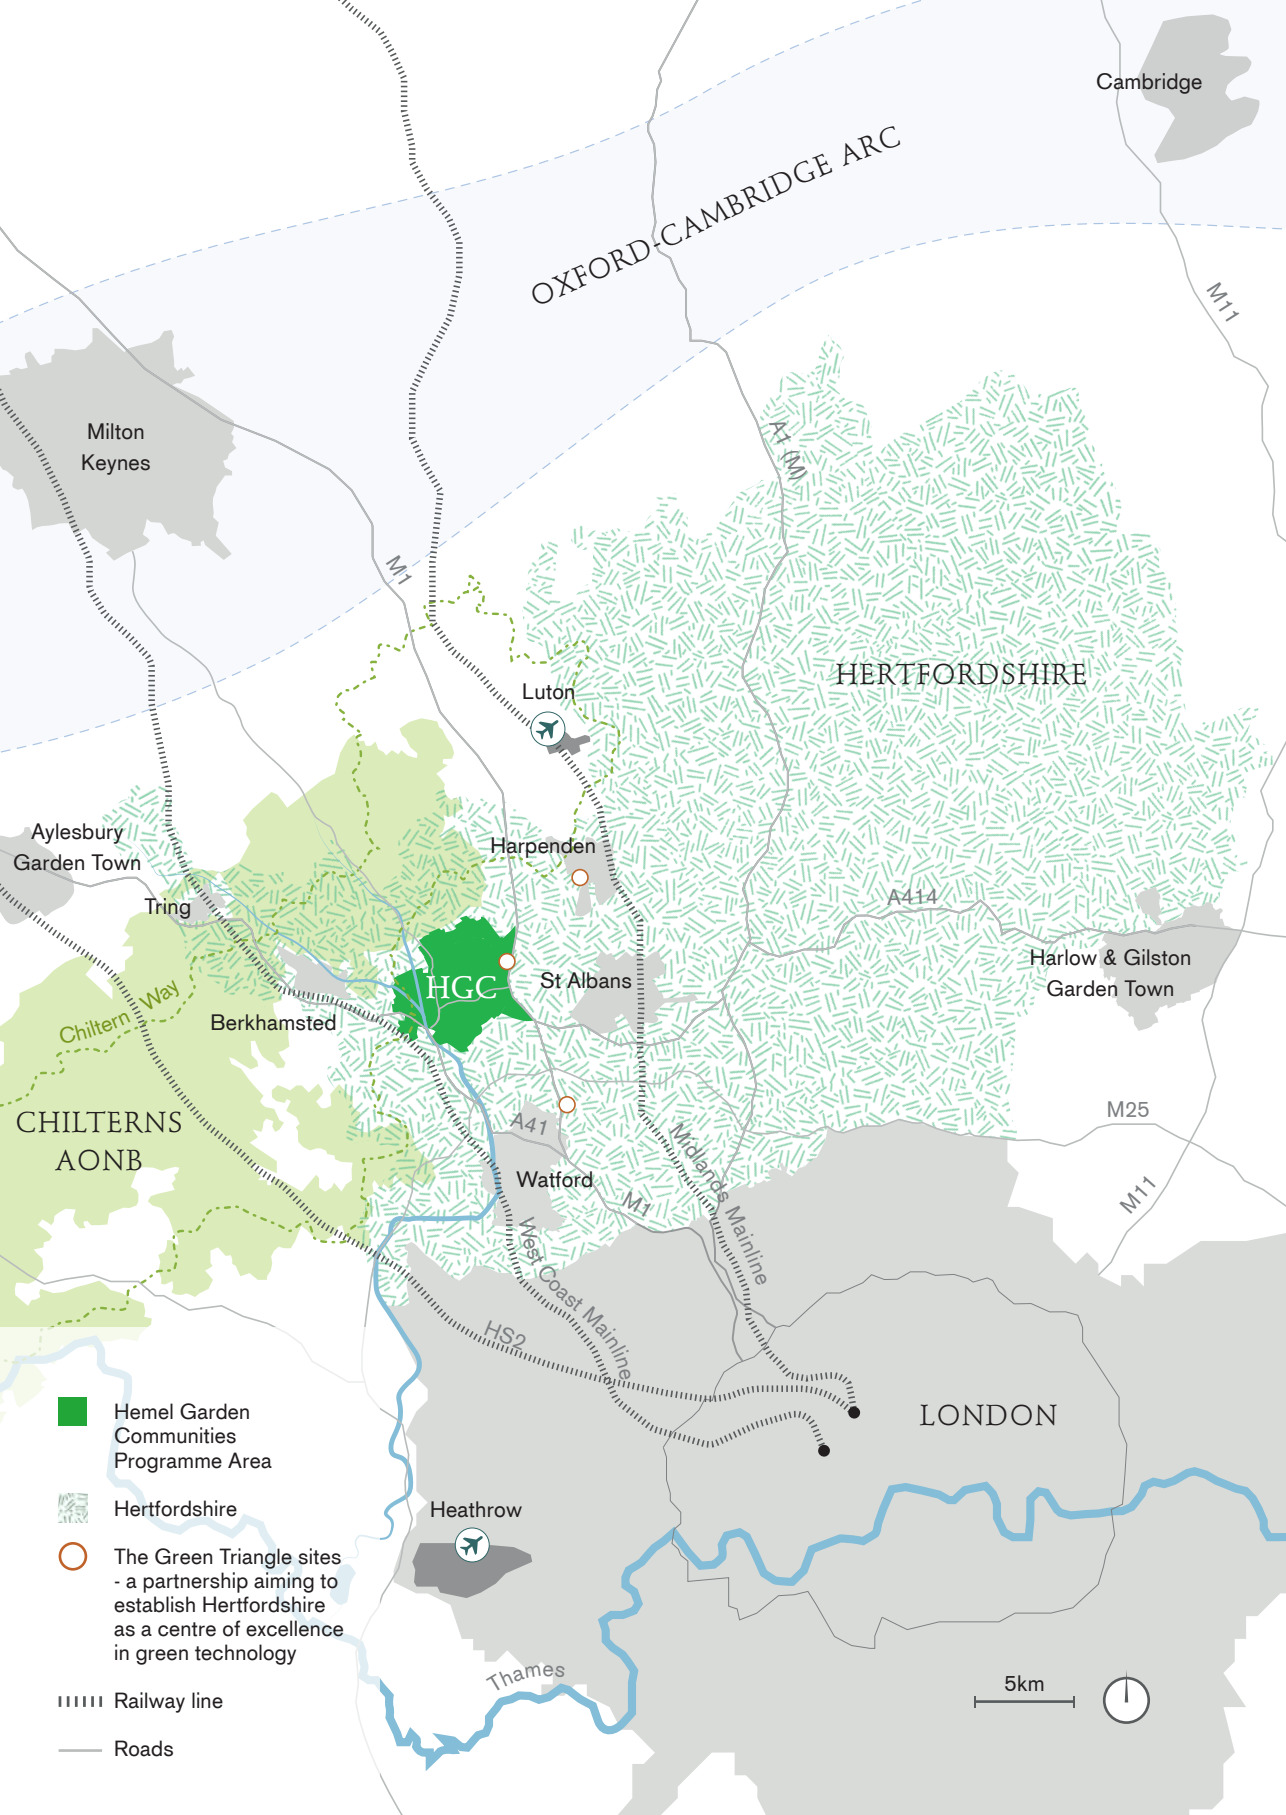 Cambridge
OXFORD-CAMBRIDGE ARC
M11
Milton
Keynes
A1 (M)
M1
HERTFORDSHIRE
Luton
Aylesbury
Garden Town
Harpenden
Tring
A414
Harlow & Gilston
Garden Town
HGC
St Albans
Chiltern Way
Berkhamsted
CHILTERNS
AONB
M25
A41
Midlands Mainline
Watford
M1
M11
West Coast Mainline
HS2
LONDON
Hemel Garden
Communities
Programme Area
Hertfordshire
Heathrow
The Green Triangle sites
- a partnership aiming to
establish Hertfordshire
as a centre of excellence
in green technology
Thames
5km
Railway line
Roads